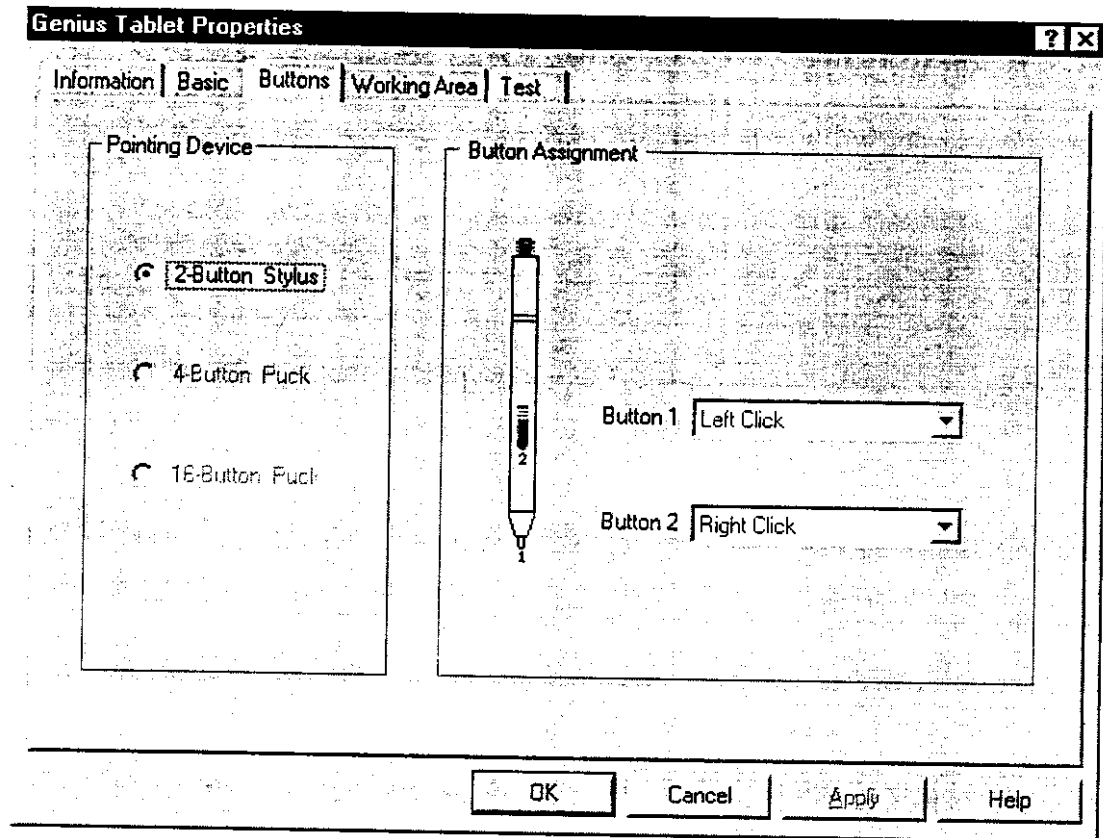 Genius Tablet Properties
Information Basic Buttons Working Area Test
Pointing Device
Button Assignment
2-Button Stylus
4-Button Puck
16-Button Puck
2
1
Button 1 Left Click
Button 2 Right Click
OK Cancel Apply Help